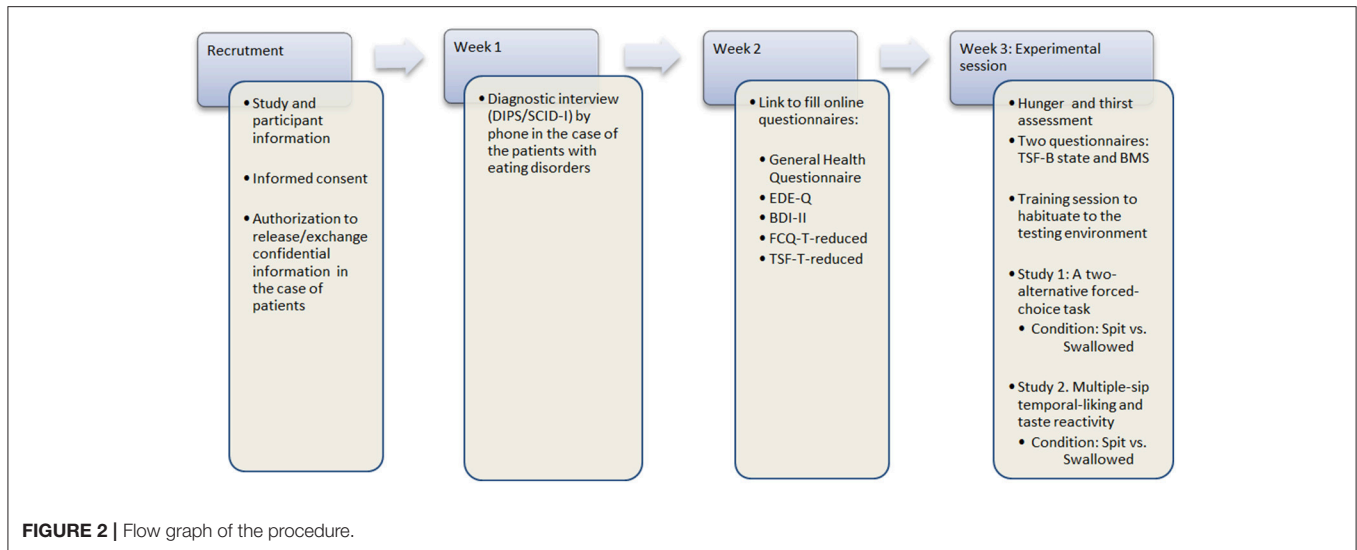 Recrutment
• Study and
participant
information
• Informed consent
• Authorization to
release/exchange
confidential
information in
the case of
patients
Week 1
• Diagnostic interview
(DIPS/SCID-I) by
phone in the case of
the patients with
eating disorders
Week 2
• Link to fill online
questionnaires:
• General Health
Questionnaire
• EDE-Q
• BDI-II
• FCQ-T-reduced
• TSF-T-reduced
Week 3: Experimental
session
• Hunger and thirst
assessment
• Two questionnaires:
TSF-B state and BMS
• Training session to
habituate to the
testing environment
• Study 1: A two-
alternative forced-
choice task
• Condition: Spit vs.
Swallowed
• Study 2. Multiple-sip
temporal-liking and
taste reactivity
• Condition: Spit vs.
Swallowed
FIGURE 2 | Flow graph of the procedure.